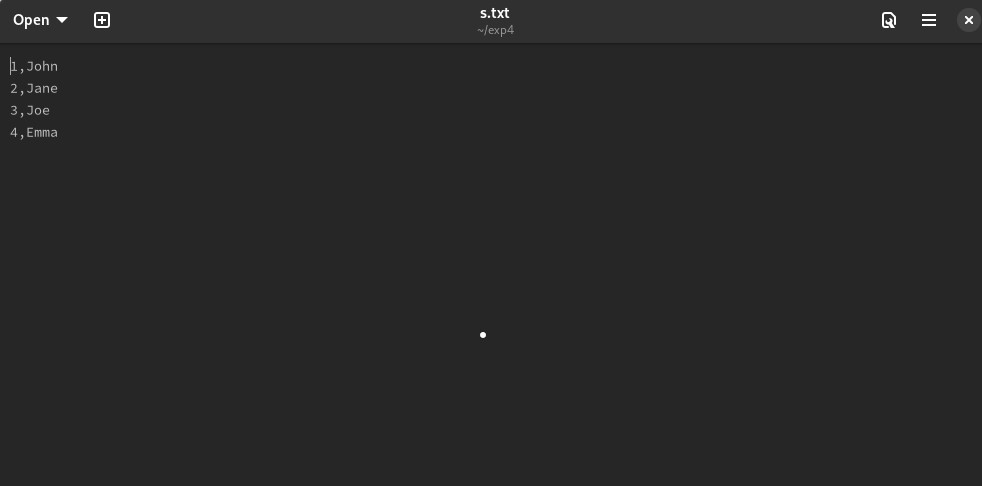 Open
s.txt
~/exp4
1,John
2,Jane
3,Joe
4,Emma